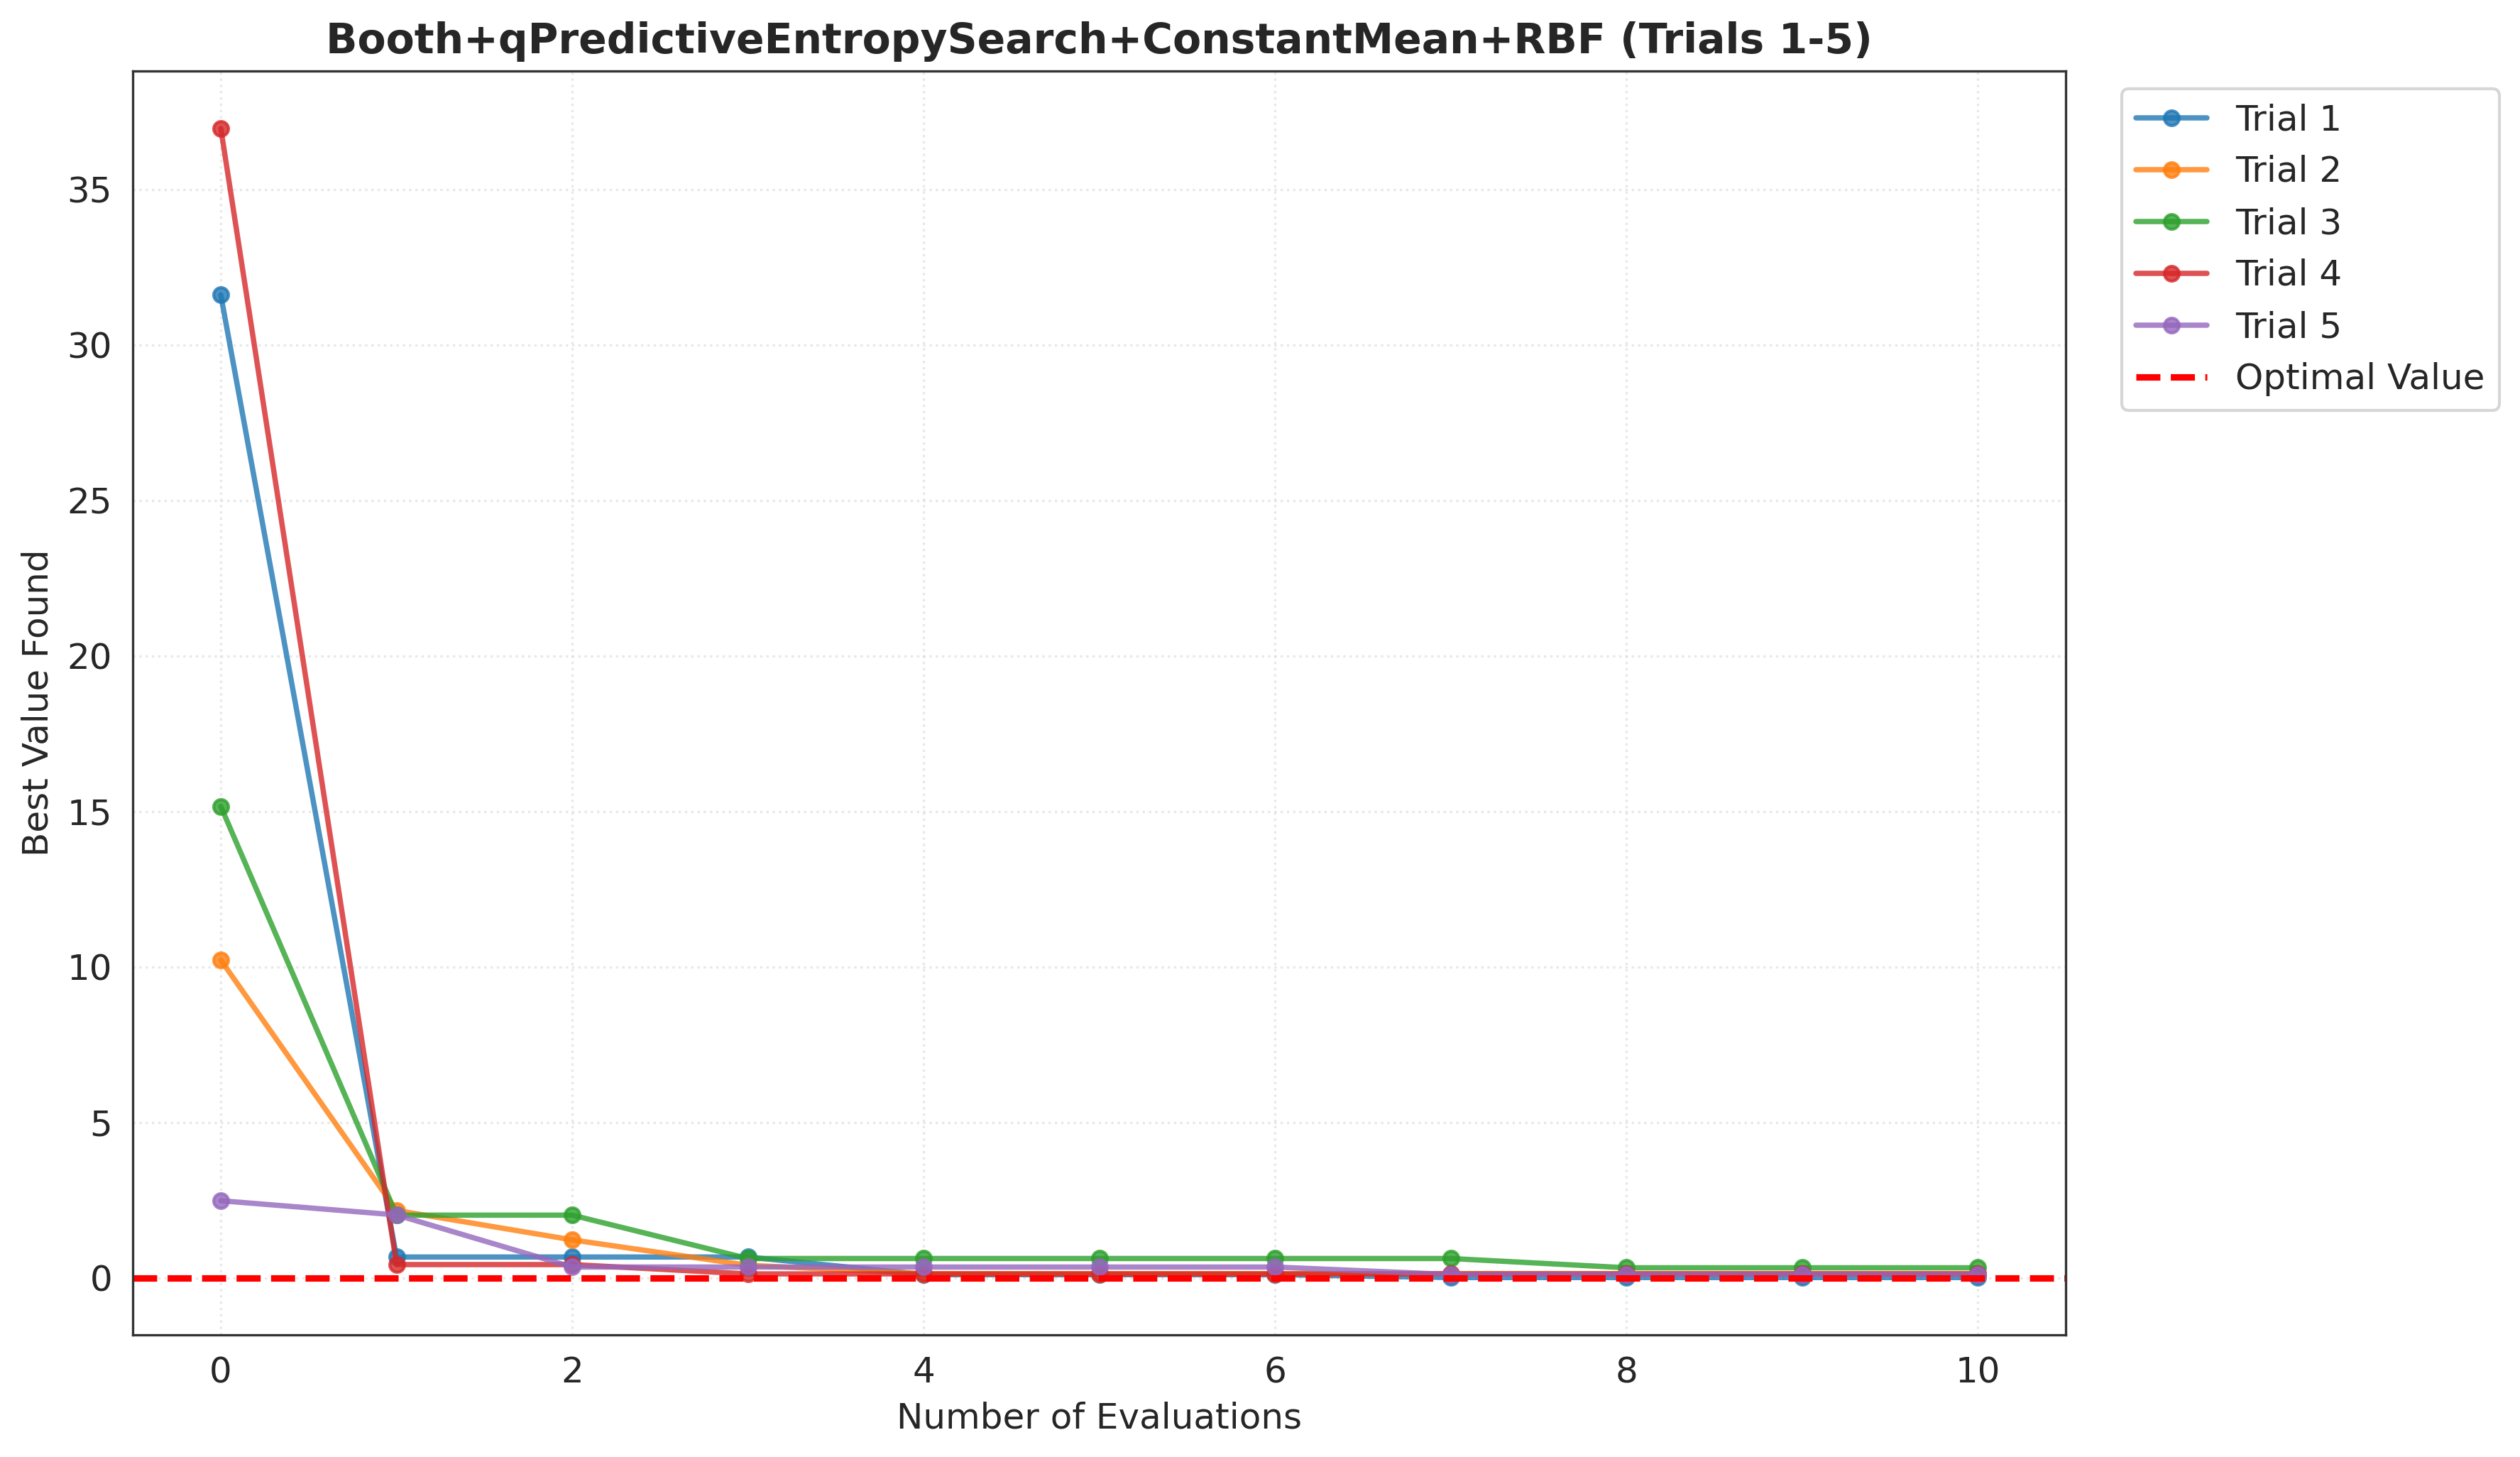 Booth+qPredictiveEntropySearch+ConstantMean+RBF (Trials 1-5)
Trial 1
Trial 2
Trial 3
Trial 4
Trial 5
Optimal Value
Best Value Found
35
30
25
20
15
10
5
0
0 2 4 6 8 10
Number of Evaluations